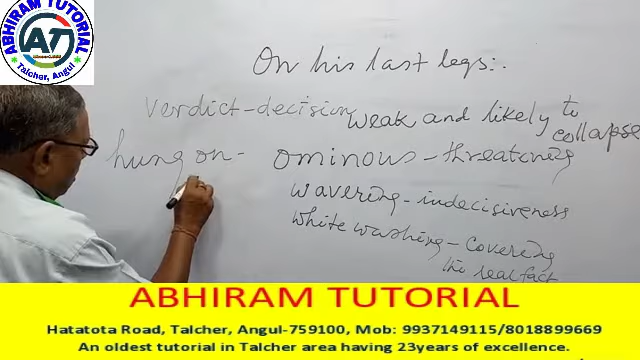 ABHIRAM TUTORIAL
AT
Talcher, Angul
On his last legs:.
Verdict - decision
weak and likely to
collapse
hung on -
ominous - threatening
wavering - indecisiveness
white washing - covering
the real fact
ABHIRAM TUTORIAL
Hatatota Road, Talcher, Angul-759100, Mob: 9937149115/8018899669
An oldest tutorial in Talcher area having 23years of excellence.